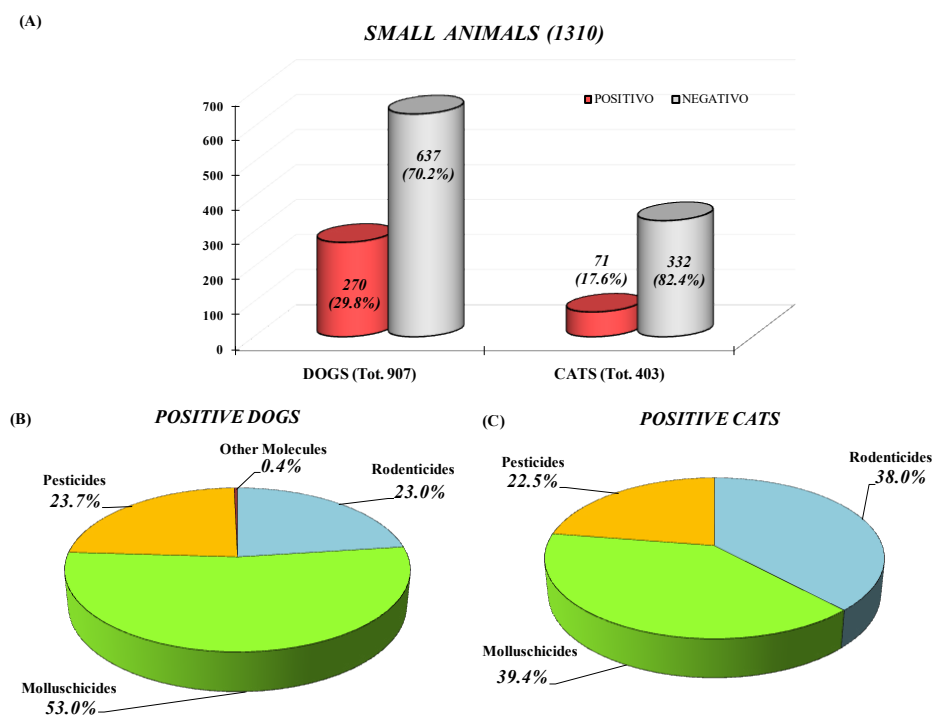 (A)
SMALL ANIMALS (1310)
POSITIVO NEGATIVO
700
600
500
400
300
200
100
0
637
(70.2%)
270
(29.8%)
71
(17.6%)
332
(82.4%)
DOGS (Tot. 907)
CATS (Tot. 403)
(B)
POSITIVE DOGS
Other Molecules
0.4%
Pesticides
23.7%
Rodenticides
23.0%
Molluschicides
53.0%
(C)
POSITIVE CATS
Pesticides
22.5%
Rodenticides
38.0%
Molluschicides
39.4%